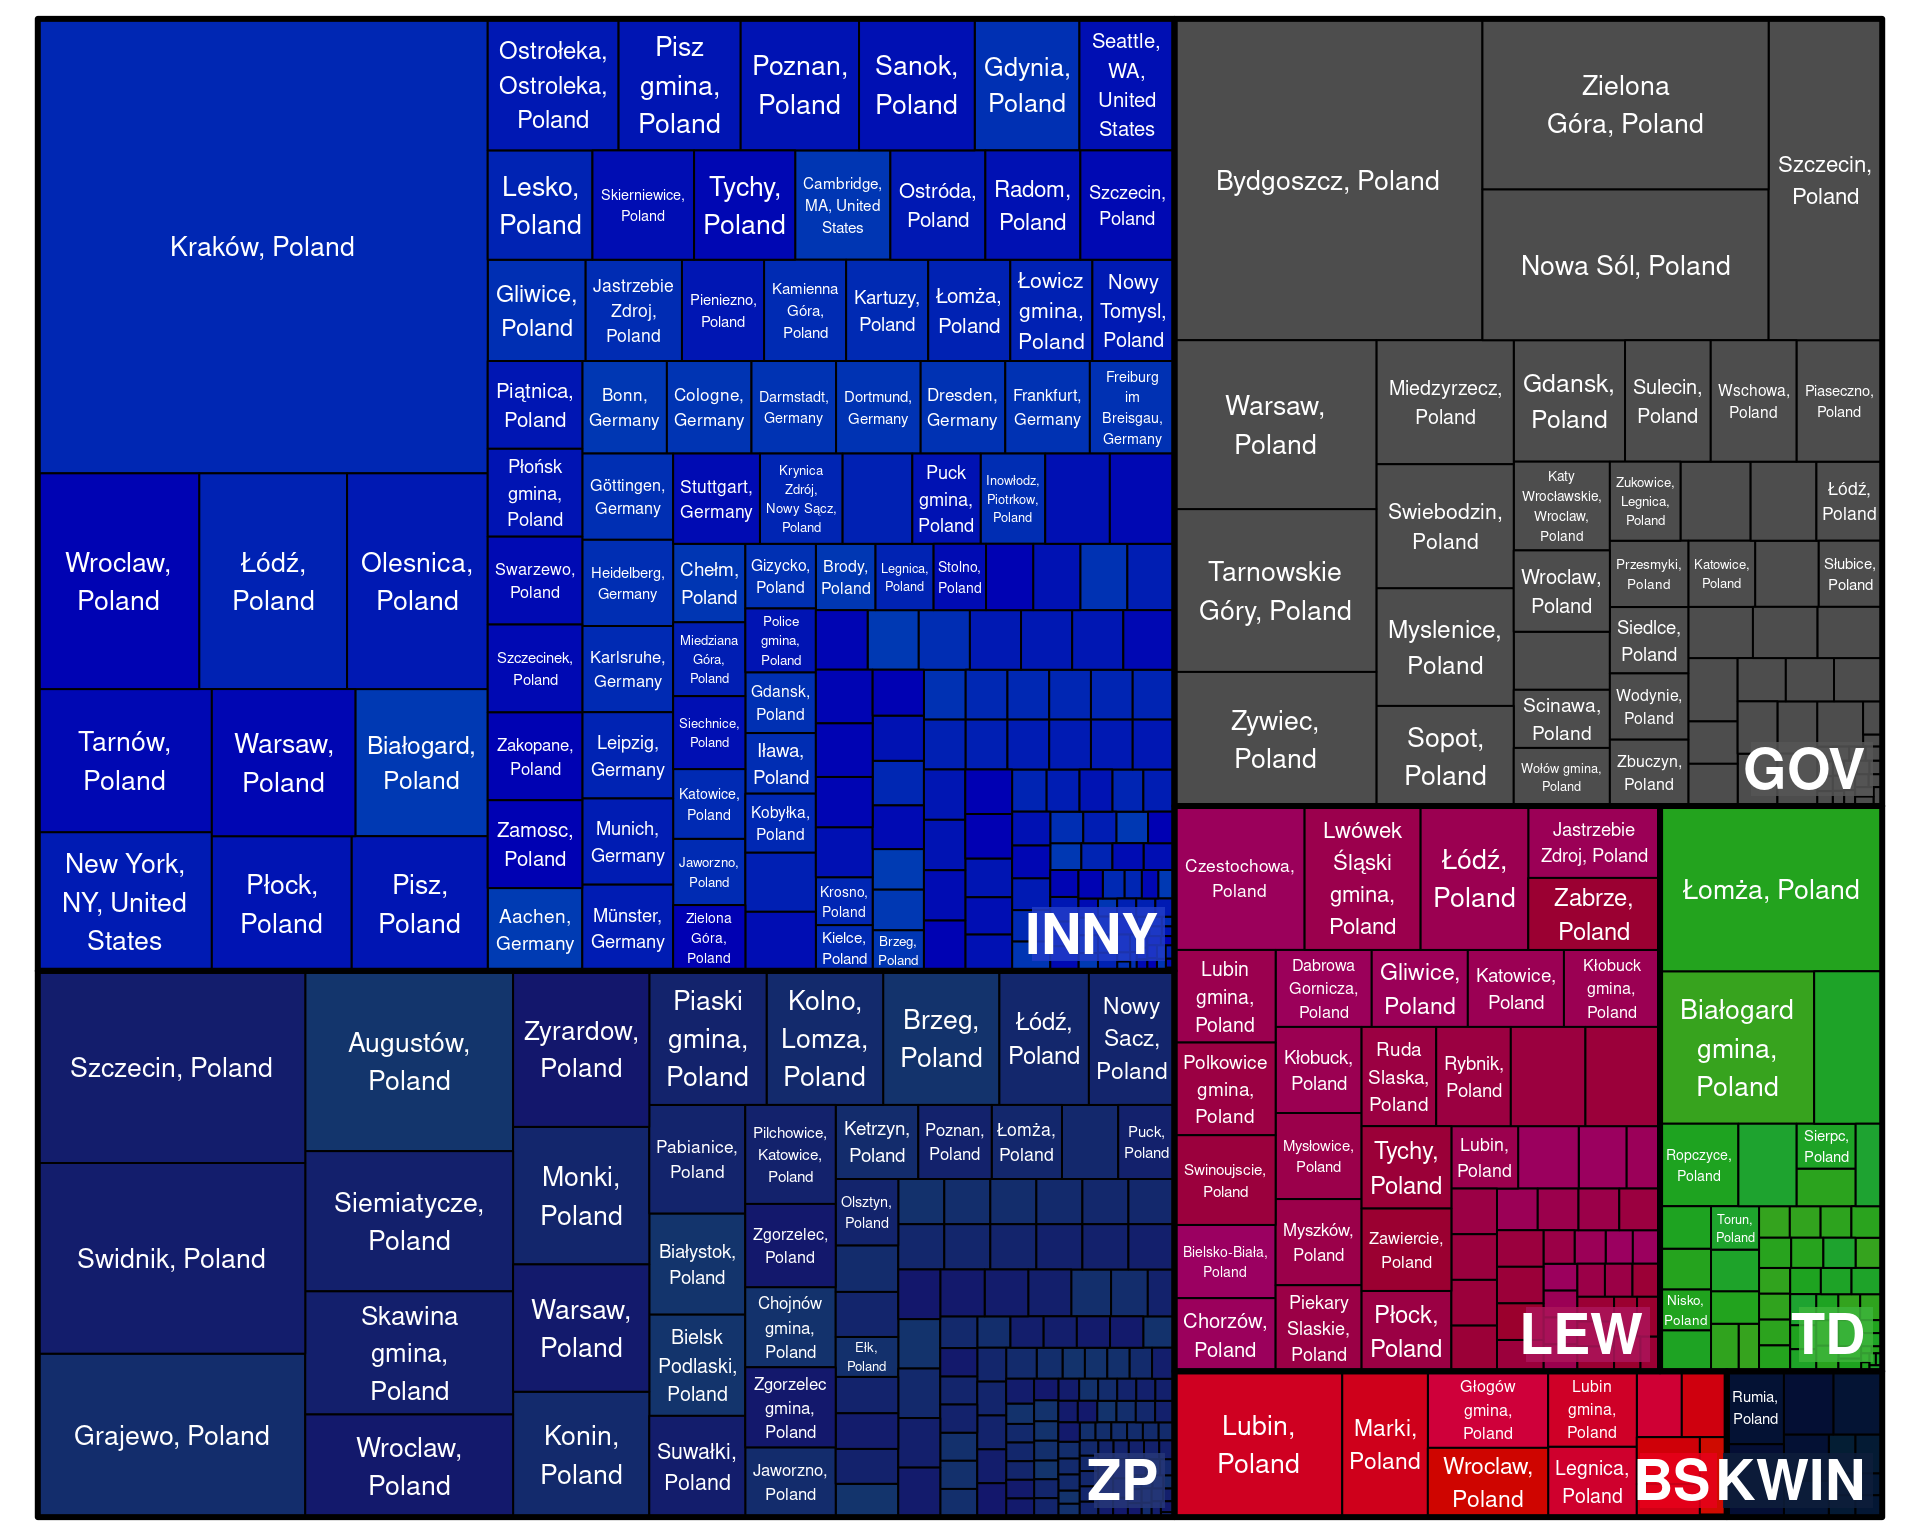 Kraków, Poland
Wroclaw,
Poland
Łódź,
Poland
Olesnica,
Poland
Tarnów,
Poland
Warsaw,
Poland
Białogard,
Poland
New York,
NY, United
States
Płock,
Poland
Pisz,
Poland
Ostrołeka,
Ostroleka,
Poland
Pisz
gmina,
Poland
Poznan,
Poland
Sanok,
Poland
Gdynia,
Poland
Seattle,
WA,
United
States
Lesko,
Poland
Skierniewice,
Poland
Tychy,
Poland
Cambridge,
MA, United
States
Ostróda,
Poland
Radom,
Poland
Szczecin,
Poland
Gliwice,
Poland
Jastrzebie
Zdroj,
Poland
Pieniezno,
Poland
Kamienna
Góra,
Poland
Kartuzy,
Poland
Łomża,
Poland
Łowicz
gmina,
Poland
Nowy
Tomysl,
Poland
Piątnica,
Poland
Bonn,
Germany
Cologne,
Germany
Darmstadt,
Germany
Dortmund,
Germany
Dresden,
Germany
Frankfurt,
Germany
Freiburg
im
Breisgau,
Germany
Płońsk
gmina,
Poland
Göttingen,
Germany
Stuttgart,
Germany
Krynica
Zdrój,
Nowy Sącz,
Poland
Puck
gmina,
Poland
Inowłodz,
Piotrkow,
Poland
Swarzewo,
Poland
Heidelberg,
Germany
Chełm,
Poland
Gizycko,
Poland
Brody,
Poland
Legnica,
Poland
Stolno,
Poland
Szczecinek,
Poland
Karlsruhe,
Germany
Miedziana
Góra,
Poland
Police
gmina,
Poland
Gdansk,
Poland
Zakopane,
Poland
Leipzig,
Germany
Siechnice,
Poland
Iława,
Poland
Zamosc,
Poland
Munich,
Germany
Katowice,
Poland
Kobyłka,
Poland
Jaworzno,
Poland
Aachen,
Germany
Münster,
Germany
Zielona
Góra,
Poland
Krosno,
Poland
Kielce,
Poland
Brzeg,
Poland
INNY
Bydgoszcz, Poland
Zielona
Góra, Poland
Nowa Sól, Poland
Szczecin,
Poland
Warsaw,
Poland
Tarnowskie
Góry, Poland
Zywiec,
Poland
Miedzyrzecz,
Poland
Swiebodzin,
Poland
Myslenice,
Poland
Sopot,
Poland
Gdansk,
Poland
Sulecin,
Poland
Wschowa,
Poland
Piaseczno,
Poland
Katy
Wrocławskie,
Wroclaw,
Poland
Zukowice,
Legnica,
Poland
Łódź,
Poland
Wroclaw,
Poland
Przesmyki,
Poland
Katowice,
Poland
Słubice,
Poland
Siedlce,
Poland
Scinawa,
Poland
Wodynie,
Poland
Wołów gmina,
Poland
Zbuczyn,
Poland
GOV
Szczecin, Poland
Swidnik, Poland
Grajewo, Poland
Augustów,
Poland
Siemiatycze,
Poland
Skawina
gmina,
Poland
Wroclaw,
Poland
Zyrardow,
Poland
Monki,
Poland
Warsaw,
Poland
Konin,
Poland
Piaski
gmina,
Poland
Kolno,
Lomza,
Poland
Brzeg,
Poland
Łódź,
Poland
Nowy
Sacz,
Poland
Pabianice,
Poland
Pilchowice,
Katowice,
Poland
Ketrzyn,
Poland
Poznan,
Poland
Łomża,
Poland
Puck,
Poland
Białystok,
Poland
Zgorzelec,
Poland
Olsztyn,
Poland
Bielsk
Podlaski,
Poland
Chojnów
gmina,
Poland
Ełk,
Poland
Suwałki,
Poland
Zgorzelec
gmina,
Poland
Jaworzno,
Poland
ZP
Czestochowa,
Poland
Lwówek
Śląski
gmina,
Poland
Łódź,
Poland
Jastrzebie
Zdroj, Poland
Zabrze,
Poland
Lubin
gmina,
Poland
Dabrowa
Gornicza,
Poland
Gliwice,
Poland
Katowice,
Poland
Kłobuck
gmina,
Poland
Polkowice
gmina,
Poland
Kłobuck,
Poland
Ruda
Slaska,
Poland
Rybnik,
Poland
Swinoujscie,
Poland
Mysłowice,
Poland
Tychy,
Poland
Lubin,
Poland
Bielsko-Biała,
Poland
Myszków,
Poland
Zawiercie,
Poland
Chorzów,
Poland
Piekary
Slaskie,
Poland
Płock,
Poland
LEW
Łomża, Poland
Białogard
gmina,
Poland
Ropczyce,
Poland
Sierpc,
Poland
Torun,
Poland
Nisko,
Poland
TD
Lubin,
Poland
Marki,
Poland
Głogów
gmina,
Poland
Wroclaw,
Poland
Lubin
gmina,
Poland
Legnica,
Poland
BS
Rumia,
Poland
KWIN